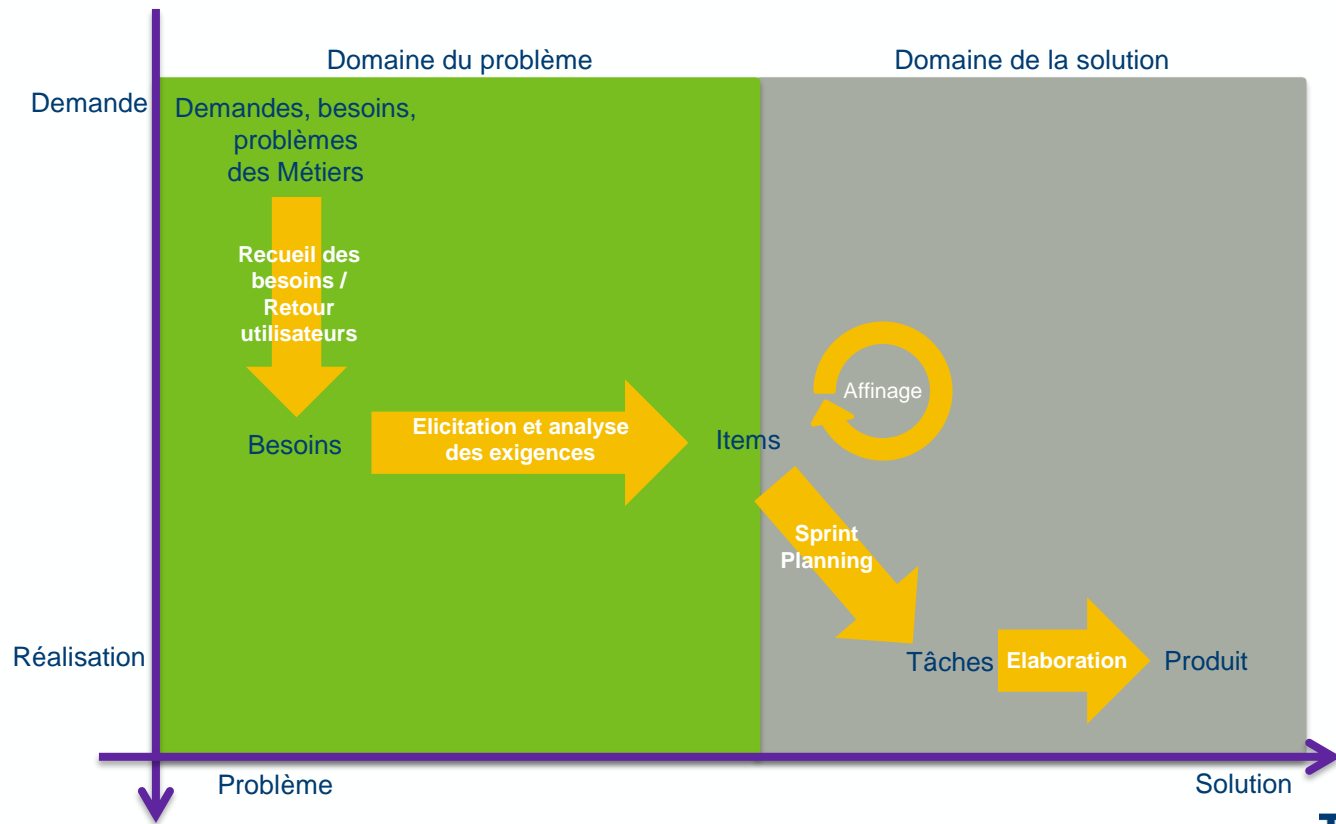 Domaine du problème
Domaine de la solution
Demande
Demandes, besoins,
problèmes
des Métiers
Recueil des
besoins /
Retour
utilisateurs
Besoins
Elicitation et analyse
des exigences
Items
Affinage
Sprint
Planning
Réalisation
Tâches
Elaboration
Produit
Problème
Solution